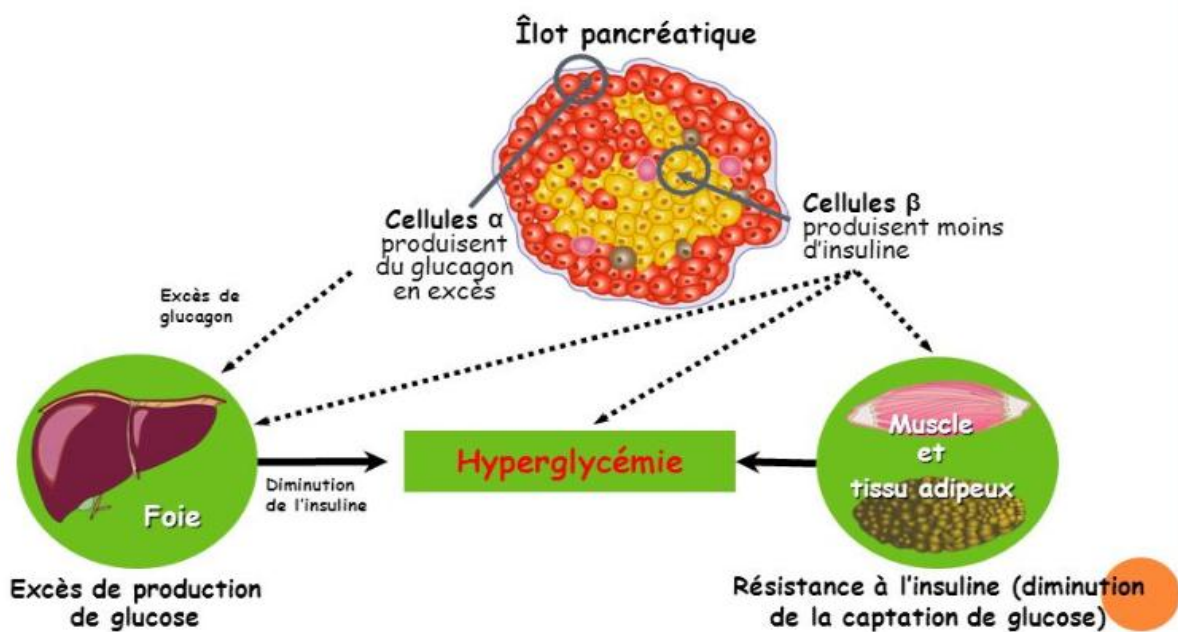 Îlot pancréatique
Cellules α
produisent
du glucagon
en excès
Cellules β
produisent moins
d'insuline
Excès de
glucagon
Foie
Diminution
de l'insuline
Hyperglycémie
Muscle
et
tissu adipeux
Excès de production
de glucose
Résistance à l'insuline (diminution
de la captation de glucose)